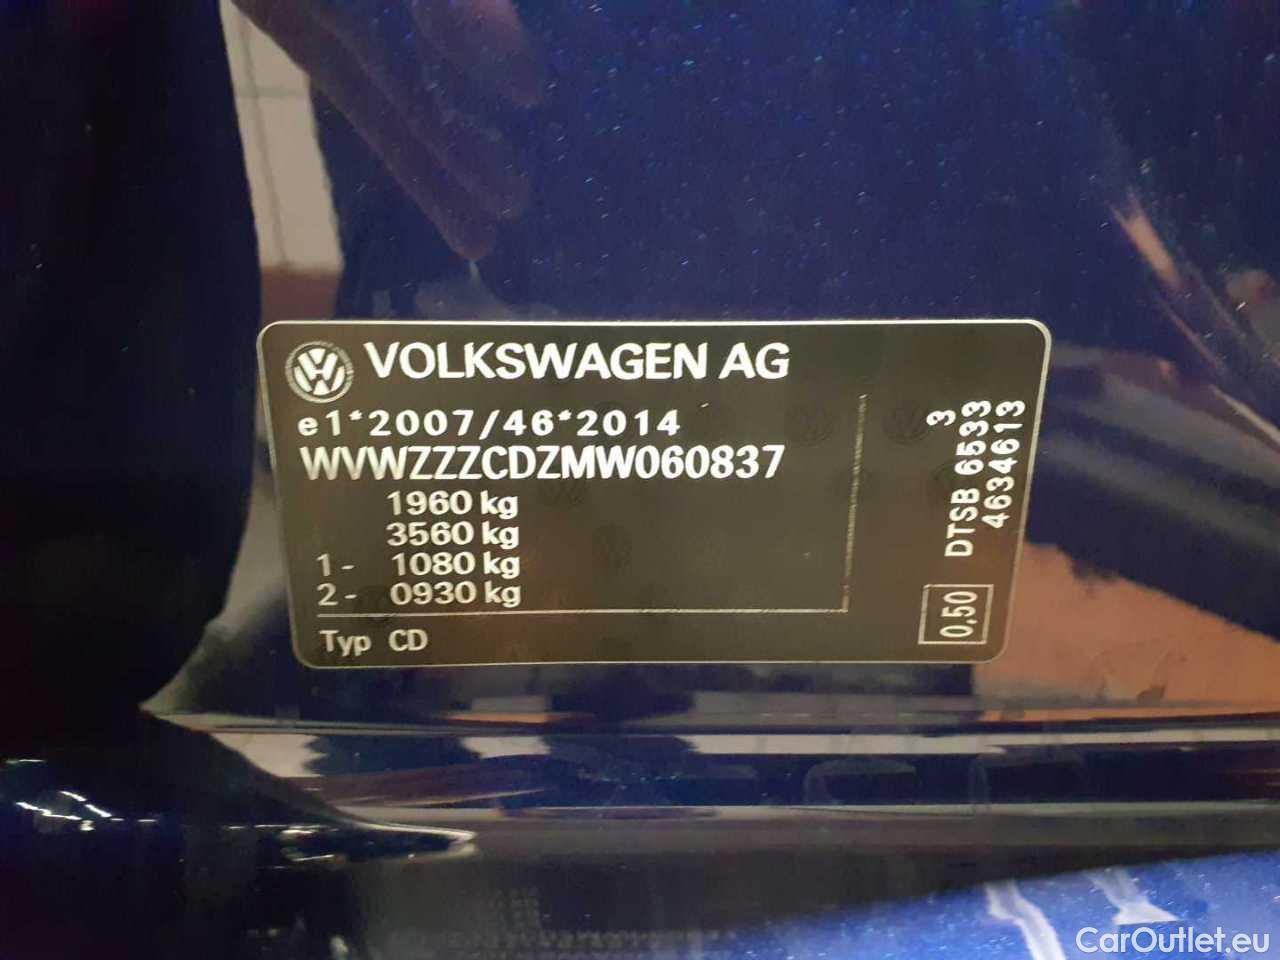 VOLKSWAGEN AG
e1*2007/46*2014
WVWZZZCDZMW060837
1960 kg
3560 kg
1- 1080 kg
2- 0930 kg
Typ CD
3
DTSB 6533
4634613
0,50
CarOutlet.eu